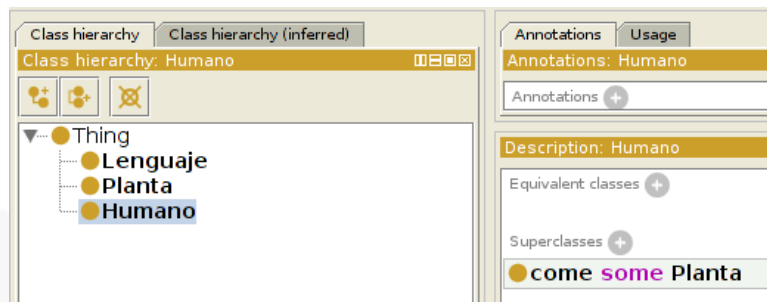 Class hierarchy
Class hierarchy (inferred)
Class hierarchy: Humano
Thing
Lenguaje
Planta
Humano
Annotations
Usage
Annotations: Humano
Annotations
Description: Humano
Equivalent classes
Superclasses
come some Planta